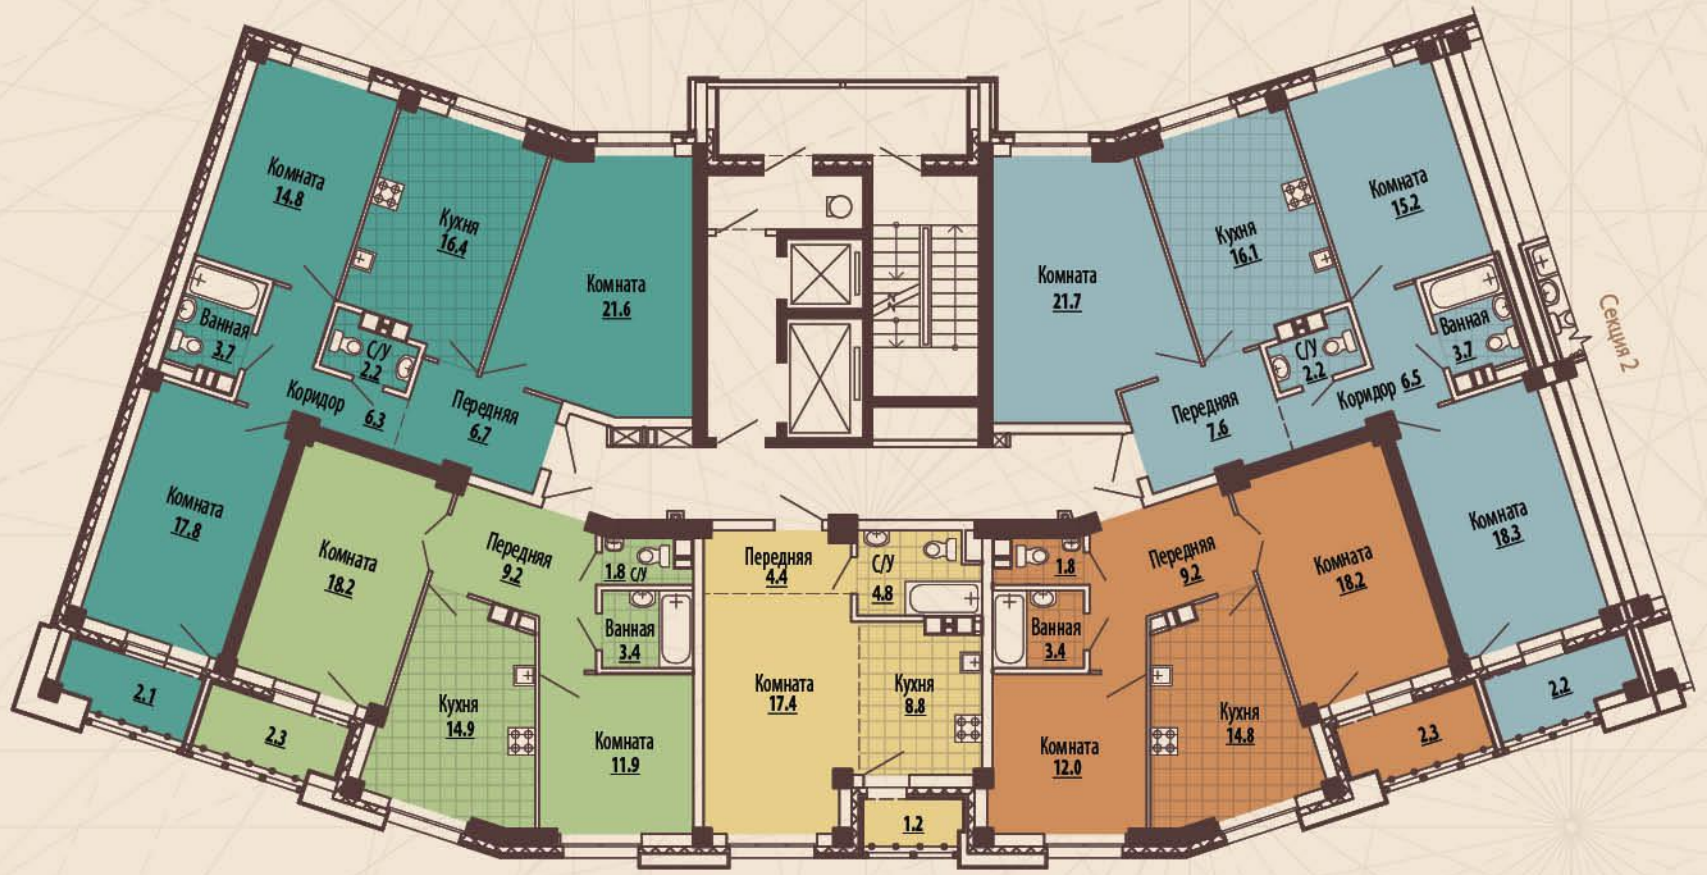 Комната
14.8
Кухня
16.4
Комната
21.6
Ванная
3.7
С/У
2.2
Коридор
6.3
Передняя
6.7
Комната
17.8
2.1
Комната
21.7
Кухня
16.1
Комната
15.2
Ванная
3.7
С/У
2.2
Коридор 6.5
Передняя
7.6
Комната
18.3
2.2
Секция 2
Комната
18.2
Передняя
9.2
1.8 С/У
Ванная
3.4
Кухня
14.9
Комната
11.9
2.3
Передняя
4.4
С/У
4.8
Комната
17.4
Кухня
8.8
1.2
1.8
Ванная
3.4
Передняя
9.2
Комната
18.2
Комната
12.0
Кухня
14.8
2.3